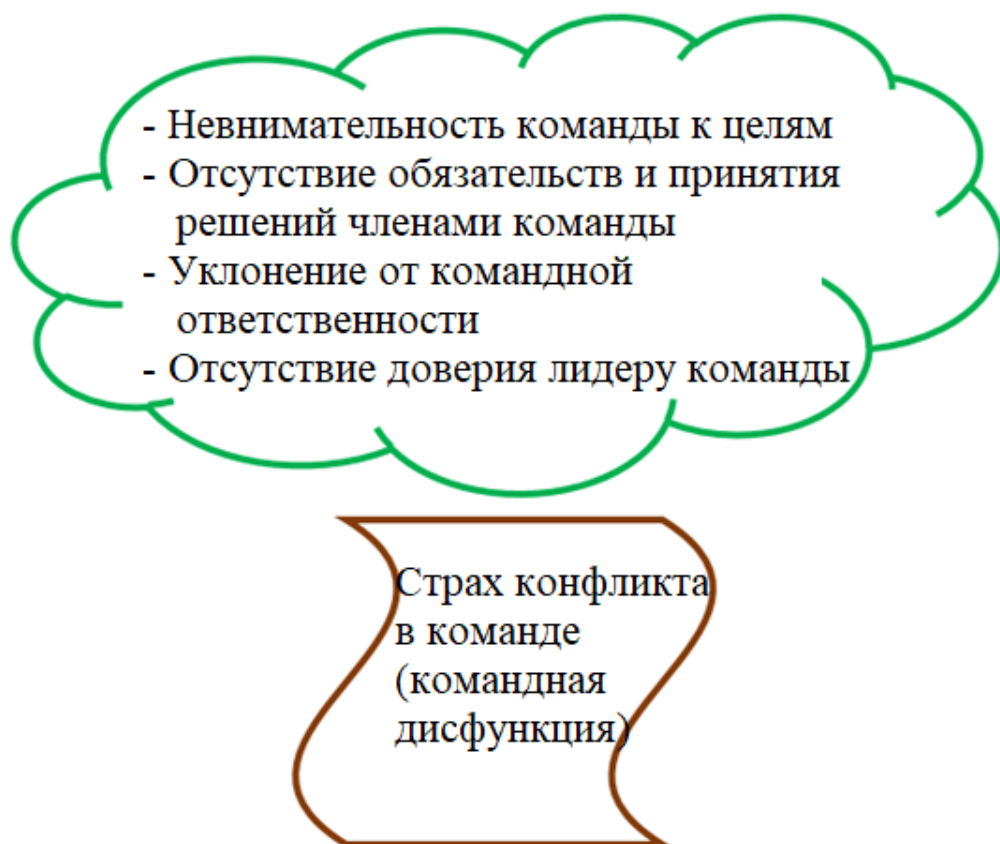 - Невнимательность команды к целям
- Отсутствие обязательств и принятия
решений членами команды
- Уклонение от командной
ответственности
- Отсутствие доверия лидеру команды
Страх конфликта
в команде
(командная
дисфункция)